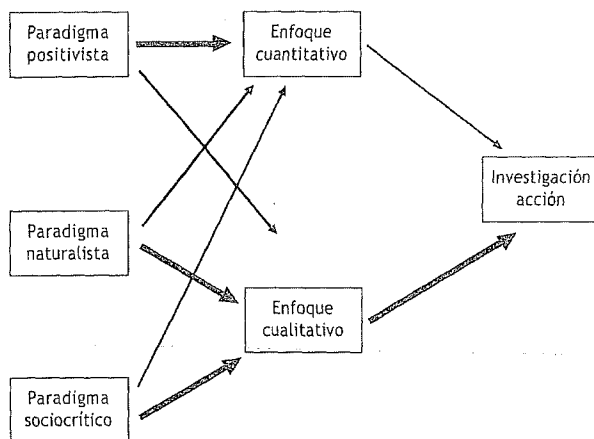 Paradigma
positivista
Enfoque
cuantitativo
Investigación
acción
Paradigma
naturalista
Enfoque
cualitativo
Paradigma
sociocrítico